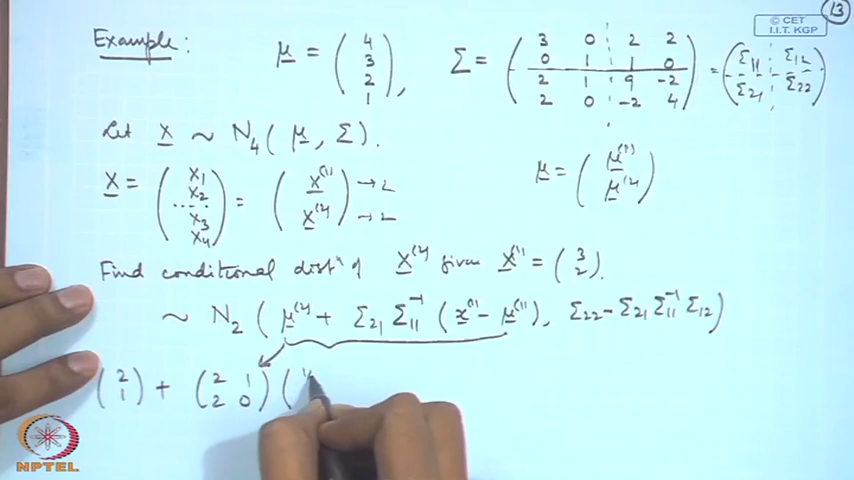 13
© CET
I.I.T. KGP
Example: μ = (4 3 2 1), Σ = (3 0 2 2 / 0 1 1 0 / 2 1 9 -2 / 2 0 -2 4) = (Σ11 Σ12 / Σ21 Σ22)
Let X ~ N4(μ, Σ).
X = (X1 X2 ... X3 X4) = (X^(1) X^(2)) → 2 → 2 μ = (μ^(1) μ^(2))
Find conditional distn of X^(2) given X^(1) = (3 2).
~ N2(μ^(2) + Σ21 Σ11^-1 (x^(1) - μ^(1)), Σ22 - Σ21 Σ11^-1 Σ12)
(2 1) + (2 1 / 2 0) (
NPTEL